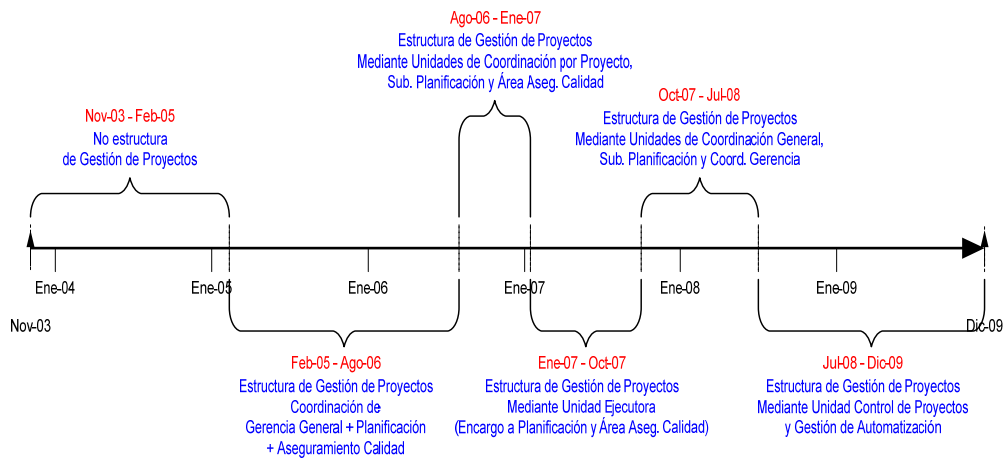 Ago-06 - Ene-07
Estructura de Gestión de Proyectos
Mediante Unidades de Coordinación por Proyecto,
Sub. Planificación y Área Aseg. Calidad
Oct-07 - Jul-08
Estructura de Gestión de Proyectos
Mediante Unidades de Coordinación General,
Sub. Planificación y Coord. Gerencia
Nov-03 - Feb-05
No estructura
de Gestión de Proyectos
Ene-04
Ene-05
Ene-06
Ene-07
Ene-08
Ene-09
Nov-03
Dic-09
Feb-05 - Ago-06
Estructura de Gestión de Proyectos
Coordinación de
Gerencia General + Planificación
+ Aseguramiento Calidad
Ene-07 - Oct-07
Estructura de Gestión de Proyectos
Mediante Unidad Ejecutora
(Encargo a Planificación y Área Aseg. Calidad)
Jul-08 - Dic-09
Estructura de Gestión de Proyectos
Mediante Unidad Control de Proyectos
y Gestión de Automatización